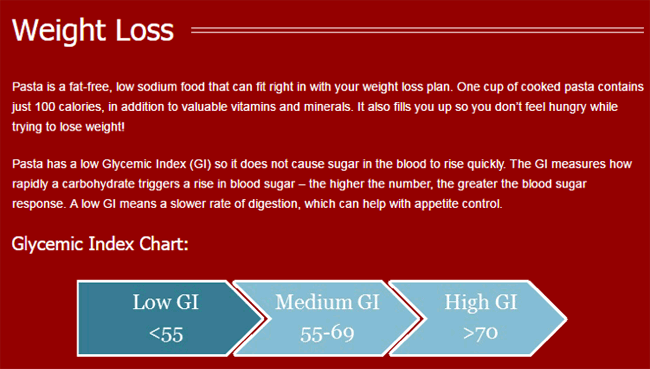 Weight Loss
Pasta is a fat-free, low sodium food that can fit right in with your weight loss plan. One cup of cooked pasta contains
just 100 calories, in addition to valuable vitamins and minerals. It also fills you up so you don't feel hungry while
trying to lose weight!
Pasta has a low Glycemic Index (GI) so it does not cause sugar in the blood to rise quickly. The GI measures how
rapidly a carbohydrate triggers a rise in blood sugar – the higher the number, the greater the blood sugar
response. A low GI means a slower rate of digestion, which can help with appetite control.
Glycemic Index Chart:
Low GI Medium GI High GI
<55 55-69 >70